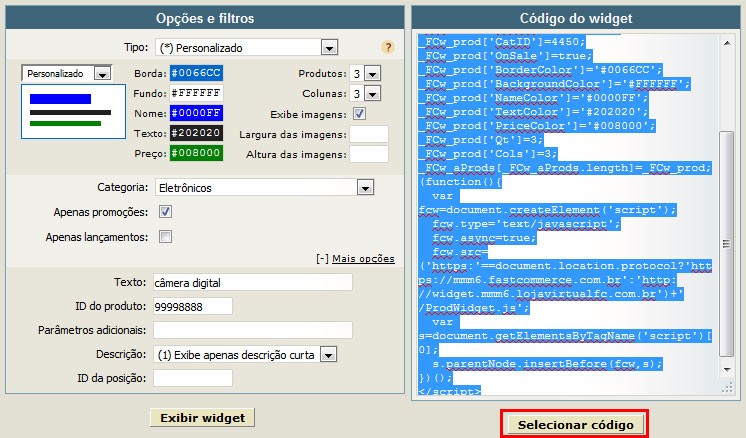 Opções e filtros
Tipo: (*) Personalizado ?
Personalizado
Borda: #0066CC
Produtos: 3
Fundo: #FFFFFF
Colunas: 3
Nome: #0000FF
Exibe imagens:
Texto: #202020
Largura das imagens:
Preço: #008000
Altura das imagens:
Categoria: Eletrônicos
Apenas promoções:
Apenas lançamentos:
[-] Mais opções
Texto: câmera digital
ID do produto: 99998888
Parâmetros adicionais:
Descrição: (1) Exibe apenas descrição curta
ID da posição:
Exibir widget
Código do widget
_FCw_prod['CatID']=4450;
_FCw_prod['OnSale']=true;
_FCw_prod['BorderColor']='#0066CC';
_FCw_prod['BackgroundColor']='#FFFFFF';
_FCw_prod['NameColor']='#0000FF';
_FCw_prod['TextColor']='#202020';
_FCw_prod['PriceColor']='#008000';
_FCw_prod['Qt']=3;
_FCw_prod['Cols']=3;
_FCw_aProds[_FCw_aProds.length]=_FCw_prod;
(function(){
var
fcw=document.createElement('script');
fcw.type='text/javascript';
fcw.async=true;
fcw.src=
('https:'==document.location.protocol?'htt
ps://mmm6.fastcommerce.com.br':'http:
//widget.mmm6.lojavirtualfc.com.br')+'
/ProdWidget.js';
var
s=document.getElementsByTagName('script')[
0];
s.parentNode.insertBefore(fcw,s);
})();
</script>
Selecionar código